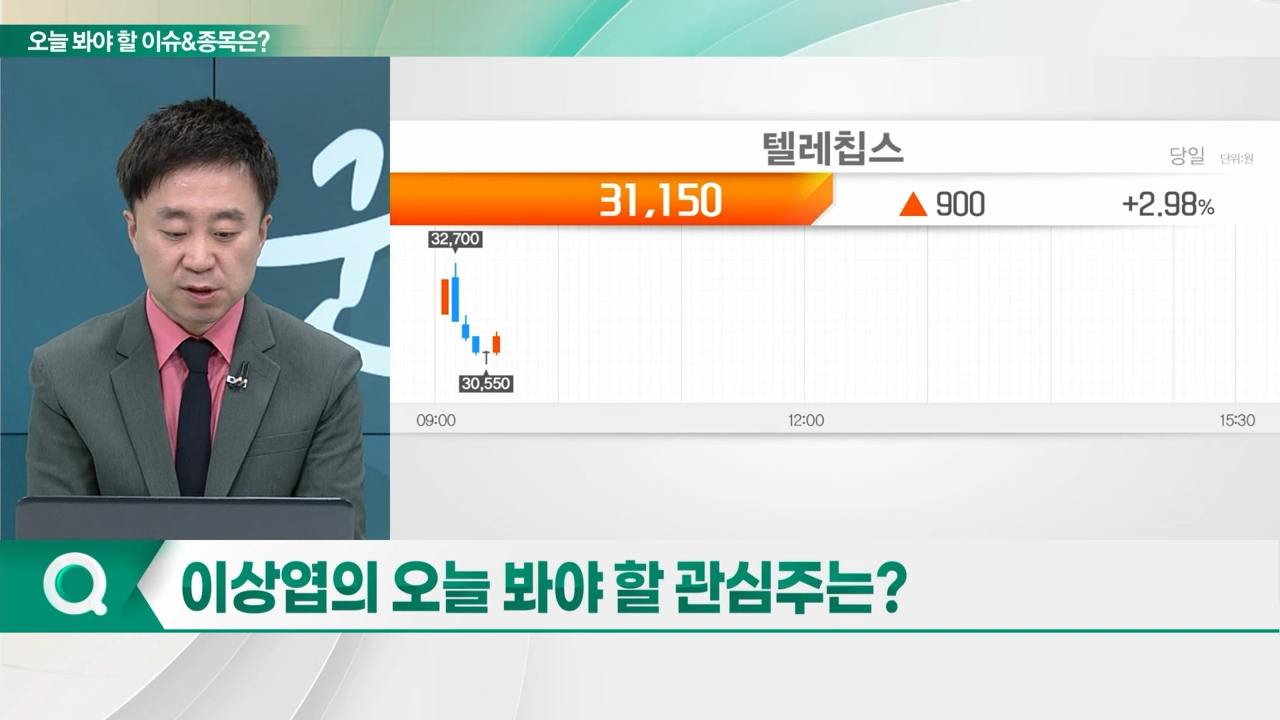 오늘 봐야 할 이슈&종목은?
텔레칩스
당일 단위:원
31,150 ▲ 900 +2.98%
32,700
30,550
09:00 12:00 15:30
이상엽의 오늘 봐야 할 관심주는?